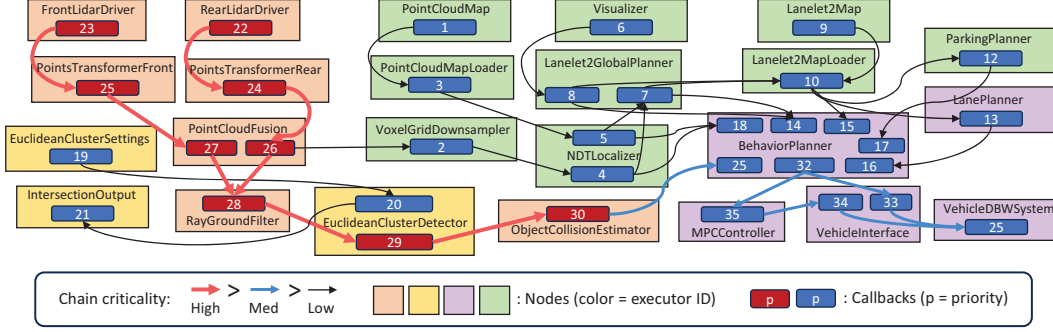 FrontLidarDriver
23
RearLidarDriver
22
PointCloudMap
1
Visualizer
6
Lanelet2Map
9
ParkingPlanner
12
PointsTransformerFront
25
PointsTransformerRear
24
PointCloudMapLoader
3
Lanelet2GlobalPlanner
8
7
Lanelet2MapLoader
10
LanePlanner
13
EuclideanClusterSettings
19
PointCloudFusion
27
26
VoxelGridDownsampler
2
5
NDTLocalizer
4
18
14
15
BehaviorPlanner
17
25
32
16
IntersectionOutput
21
28
RayGroundFilter
20
EuclideanClusterDetector
29
30
ObjectCollisionEstimator
35
MPCController
34
33
VehicleInterface
VehicleDBWSystem
25
Chain criticality:
High
>
Med
>
Low
: Nodes (color = executor ID)
p
p
: Callbacks (p = priority)